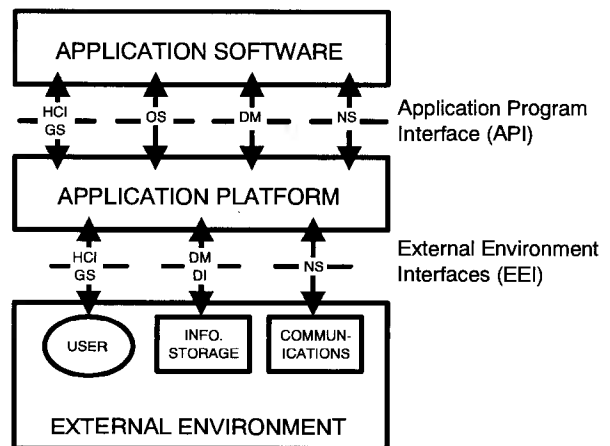 APPLICATION SOFTWARE
HCI
GS
OS
DM
NS
Application Program
Interface (API)
APPLICATION PLATFORM
HCI
GS
DM
DI
NS
External Environment
Interfaces (EEI)
USER
INFO.
STORAGE
COMMUN-
ICATIONS
EXTERNAL ENVIRONMENT